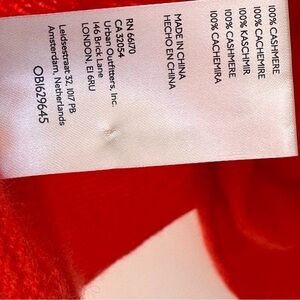 100% CASHMERE
100% CACHEMIRE
100% KASCHMIR
100% CASHMERE
100% CACHEMIRA
MADE IN CHINA
HECHO EN CHINA
RN 66170
CA 32054
Urban Outfitters, Inc.
146 Brick Lane
LONDON, E1 6RU
Leidsestraat 32, 1017 PB
Amsterdam, Netherlands
OB1629645